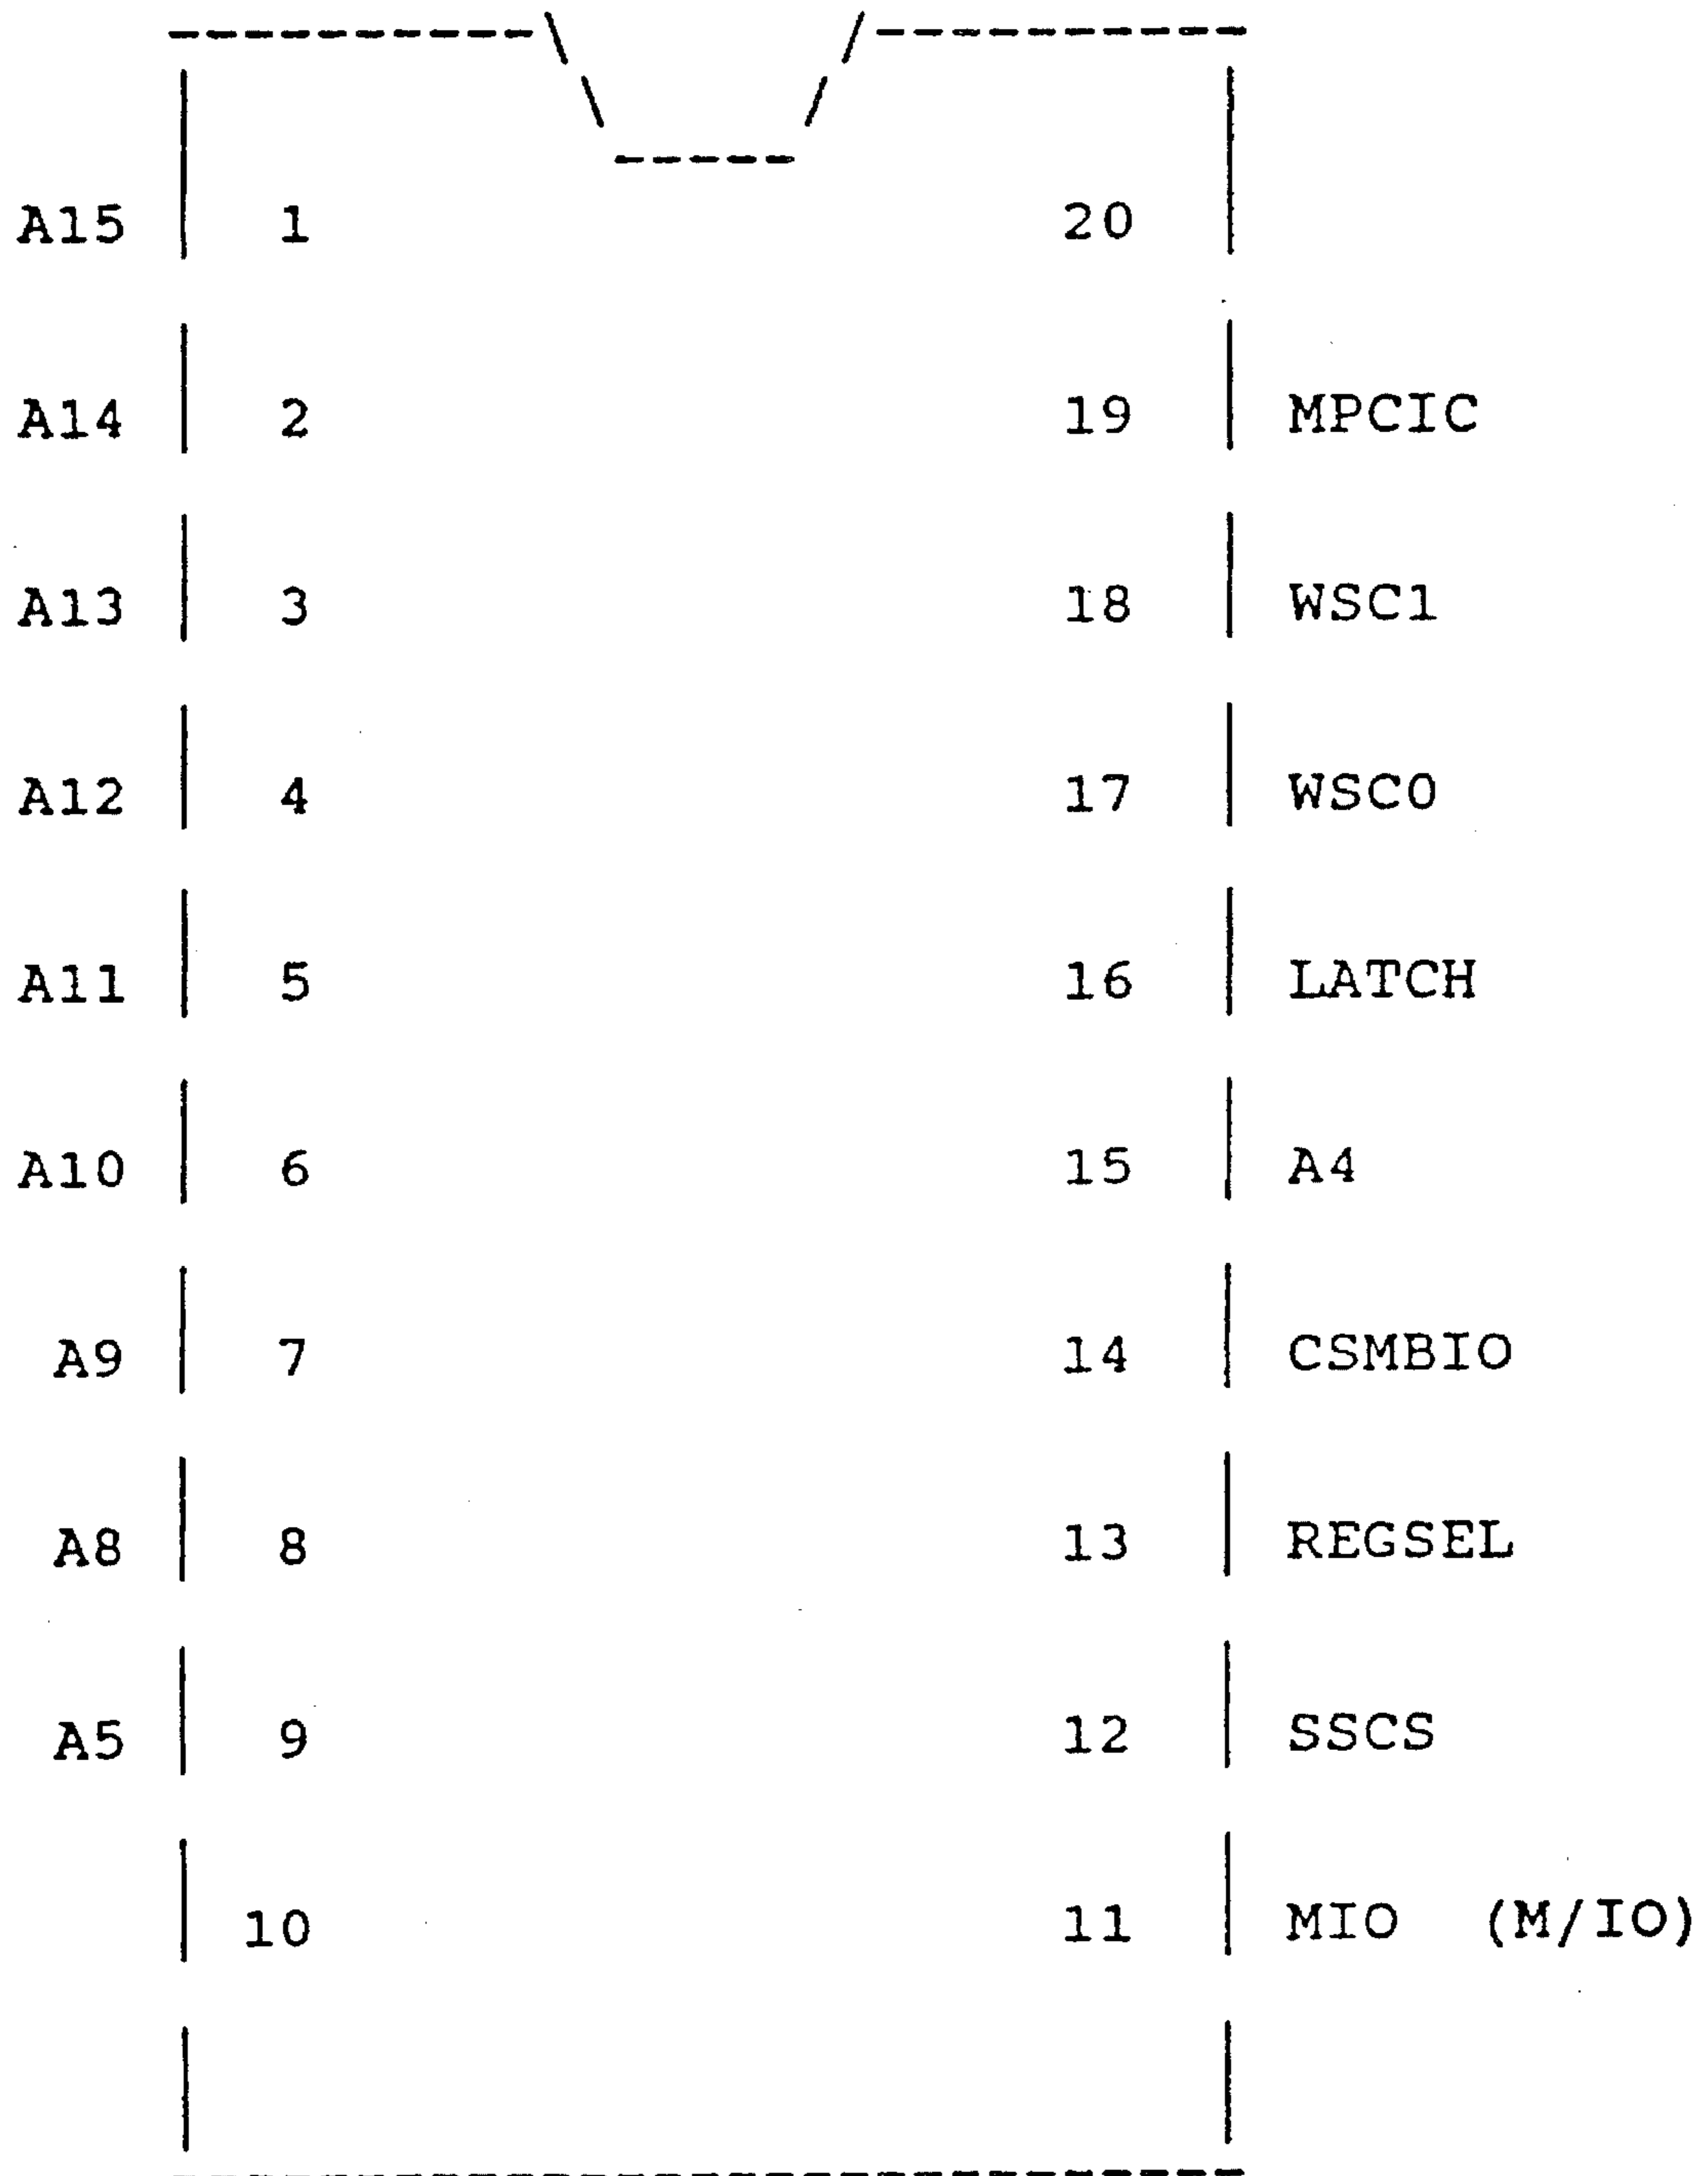 A15 1 20
A14 2 19 MPCIC
A13 3 18 WSC1
A12 4 17 WSC0
A11 5 16 LATCH
A10 6 15 A4
A9 7 14 CSMBIO
A8 8 13 REGSEL
A5 9 12 SSCS
10 11 MIO (M/IO)